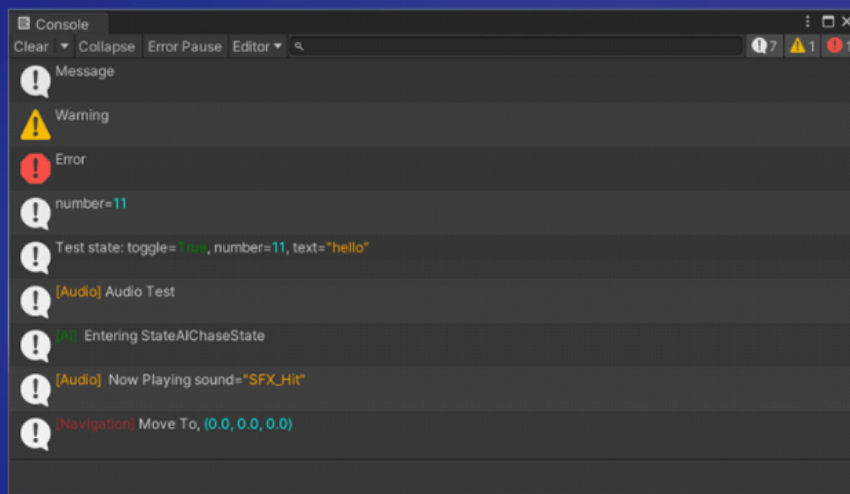 Console
Clear Collapse Error Pause Editor 7 1 1
Message
Warning
Error
number=11
Test state: toggle=True, number=11, text="hello"
[Audio] Audio Test
[AI] Entering StateAIChaseState
[Audio] Now Playing sound="SFX_Hit"
[Navigation] Move To, (0.0, 0.0, 0.0)